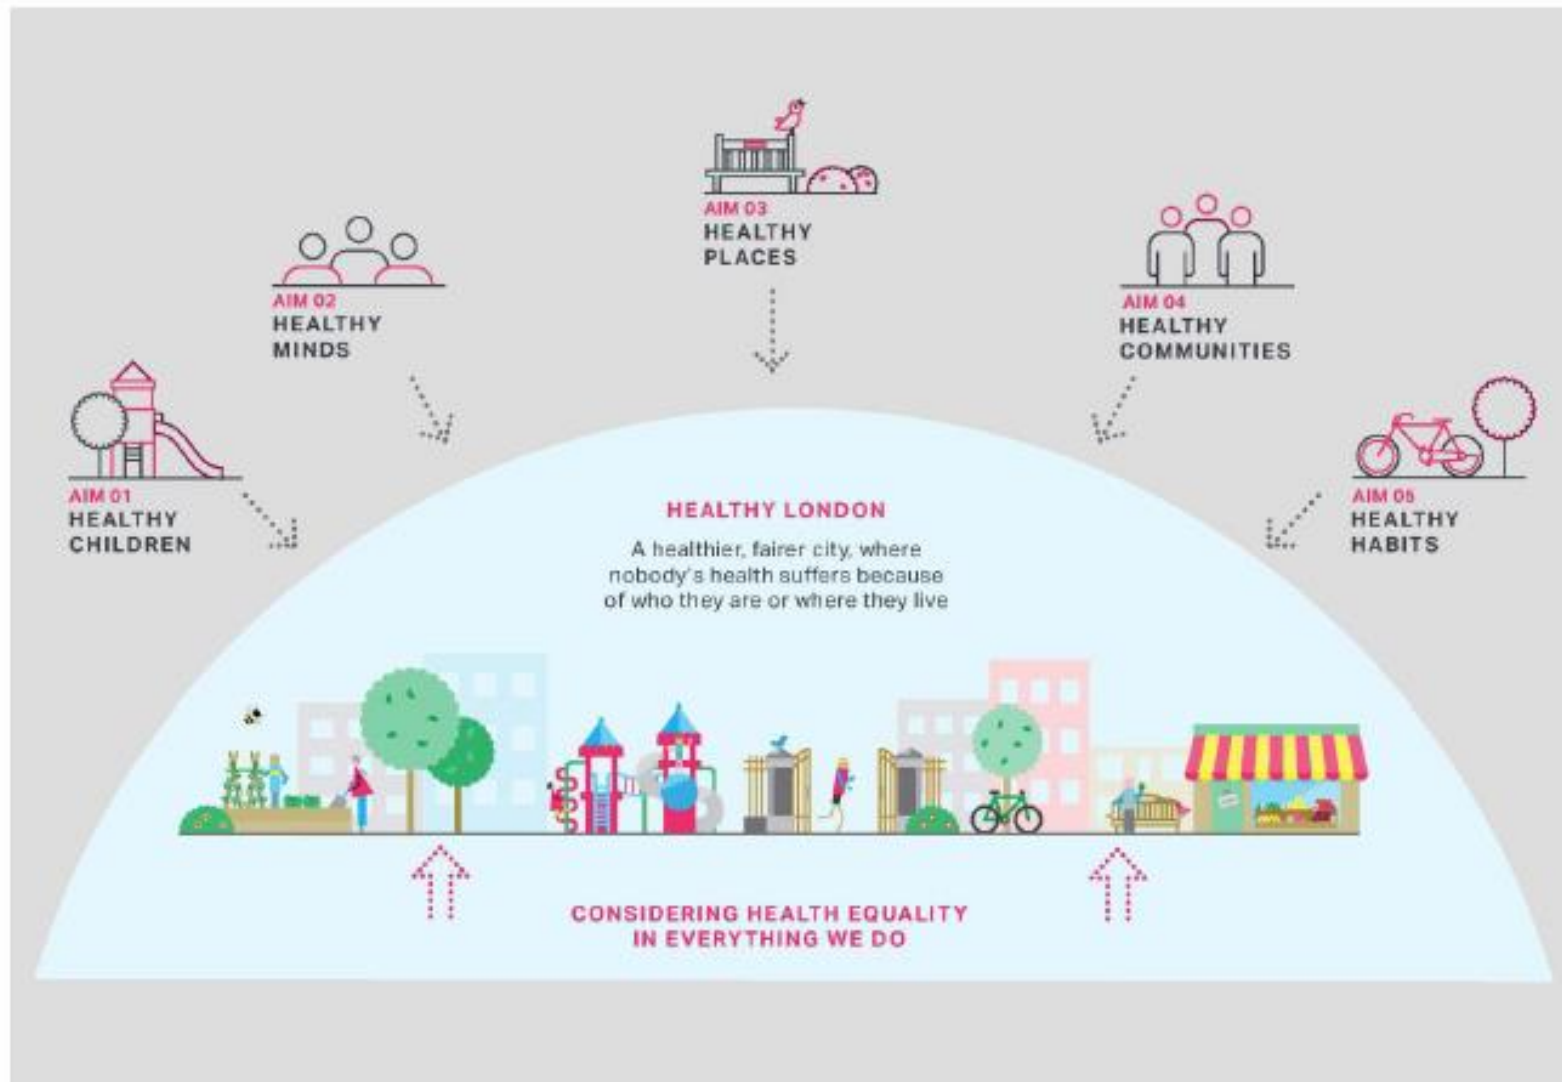 AIM 03
HEALTHY
PLACES
AIM 02
HEALTHY
MINDS
AIM 04
HEALTHY
COMMUNITIES
AIM 01
HEALTHY
CHILDREN
AIM 05
HEALTHY
HABITS
HEALTHY LONDON
A healthier, fairer city, where
nobody's health suffers because
of who they are or where they live
CONSIDERING HEALTH EQUALITY
IN EVERYTHING WE DO